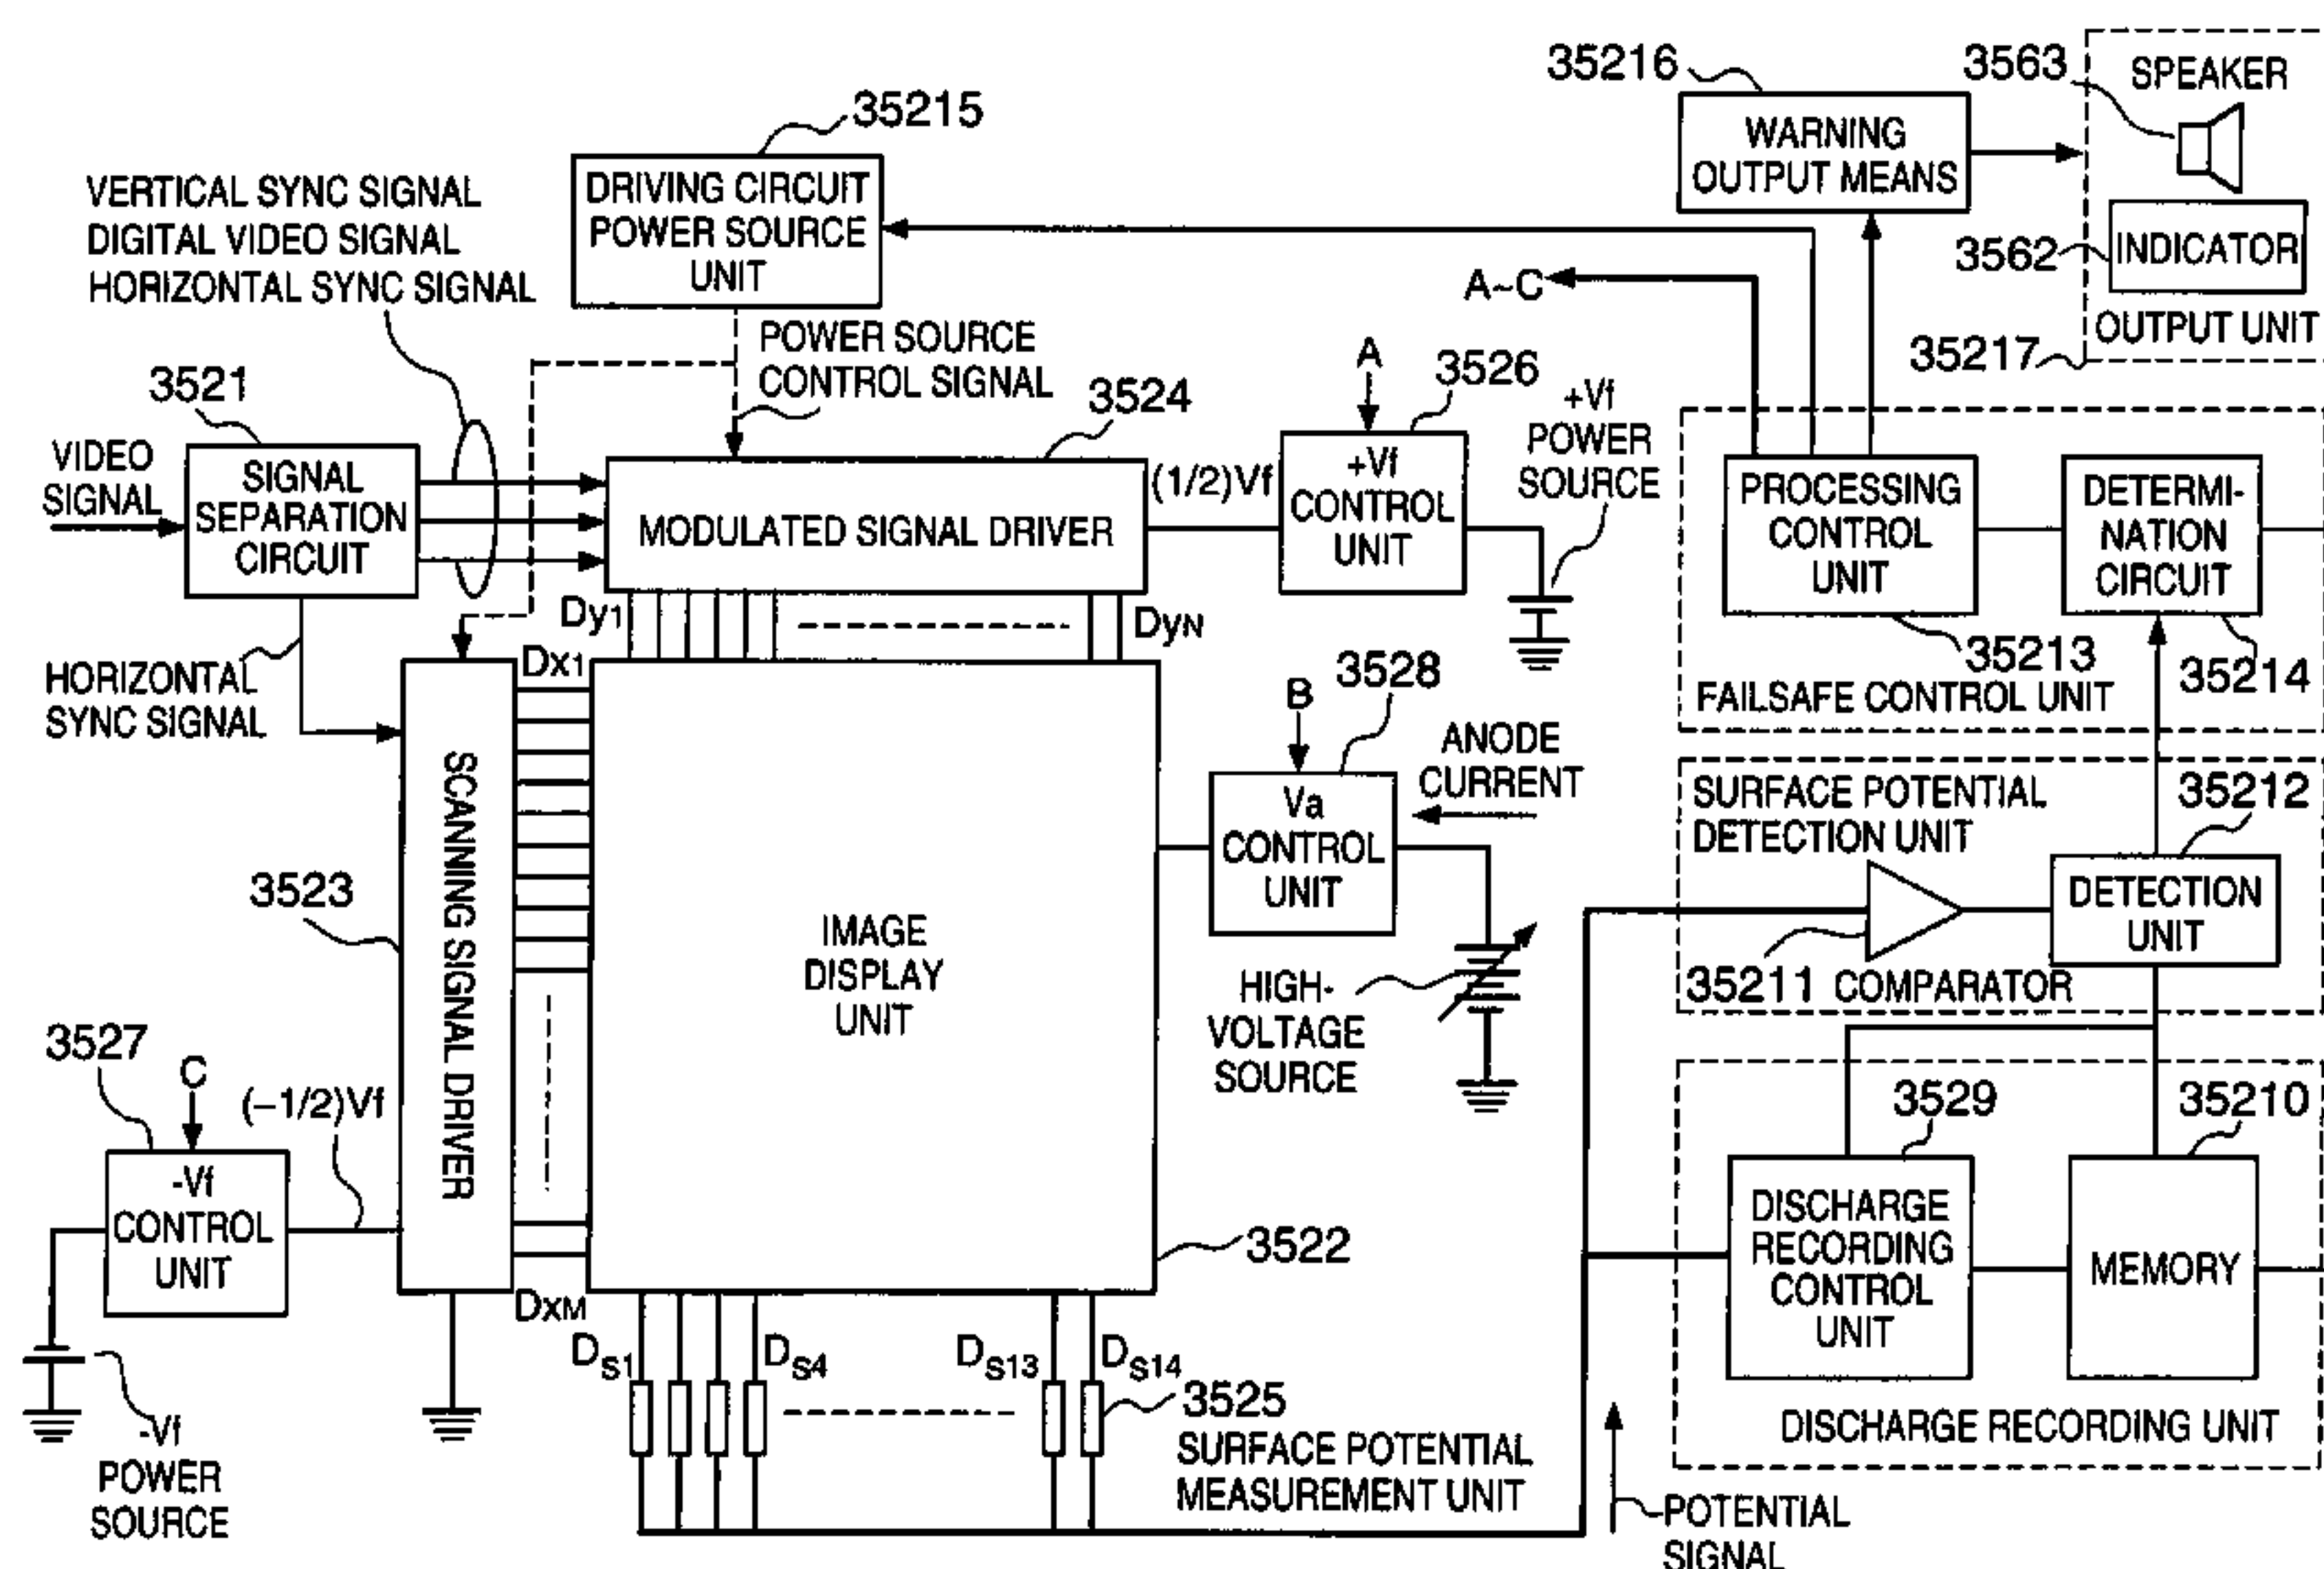 35215
DRIVING CIRCUIT
POWER SOURCE
UNIT
VERTICAL SYNC SIGNAL
DIGITAL VIDEO SIGNAL
HORIZONTAL SYNC SIGNAL
POWER SOURCE
CONTROL SIGNAL
35216
WARNING
OUTPUT MEANS
3563
SPEAKER
3562
INDICATOR
OUTPUT UNIT
35217
A~C
3521
VIDEO
SIGNAL
SIGNAL
SEPARATION
CIRCUIT
3524
MODULATED SIGNAL DRIVER
(1/2)Vf
A
3526
+Vf
CONTROL
UNIT
+Vf
POWER
SOURCE
PROCESSING
CONTROL
UNIT
DETERMI-
NATION
CIRCUIT
35213
35214
FAILSAFE CONTROL UNIT
HORIZONTAL
SYNC SIGNAL
Dy1
DyN
Dx1
SCANNING SIGNAL DRIVER
3523
IMAGE
DISPLAY
UNIT
B
3528
Va
CONTROL
UNIT
ANODE
CURRENT
HIGH-
VOLTAGE
SOURCE
SURFACE POTENTIAL
DETECTION UNIT
35212
DETECTION
UNIT
35211 COMPARATOR
3527
C
(−1/2)Vf
-Vf
CONTROL
UNIT
-Vf
POWER
SOURCE
3522
DxM
DS1
DS4
DS13
DS14
3525
SURFACE POTENTIAL
MEASUREMENT UNIT
3529
35210
DISCHARGE
RECORDING
CONTROL
UNIT
MEMORY
DISCHARGE RECORDING UNIT
POTENTIAL
SIGNAL